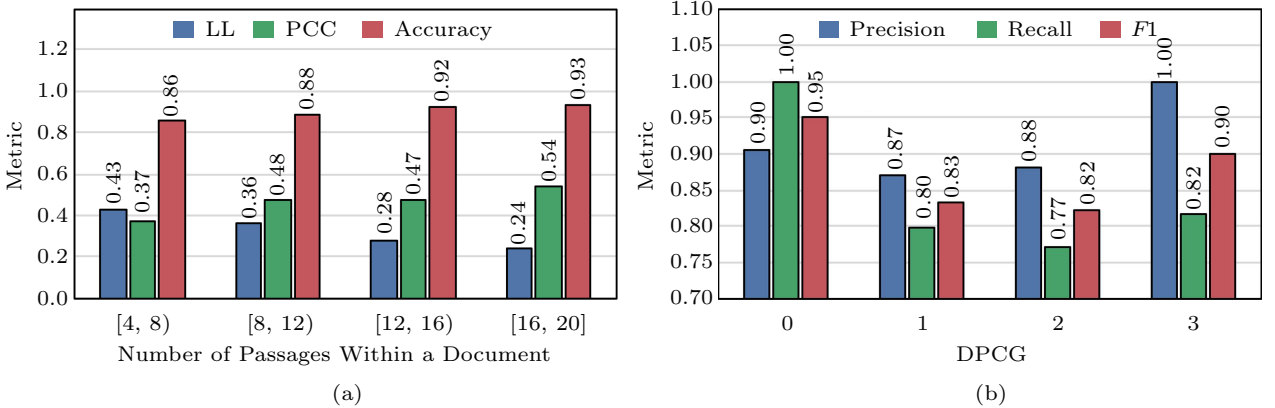 LL PCC Accuracy
Metric
1.2
1.0
0.8
0.6
0.4
0.2
0.0
0.43 0.37 0.86
0.36 0.48 0.88
0.28 0.47 0.92
0.24 0.54 0.93
[4, 8) [8, 12) [12, 16) [16, 20]
Number of Passages Within a Document
(a)
Precision Recall F1
Metric
1.10
1.05
1.00
0.95
0.90
0.85
0.80
0.75
0.70
0.90 1.00 0.95
0.87 0.80 0.83
0.88 0.77 0.82
1.00 0.82 0.90
0 1 2 3
DPCG
(b)